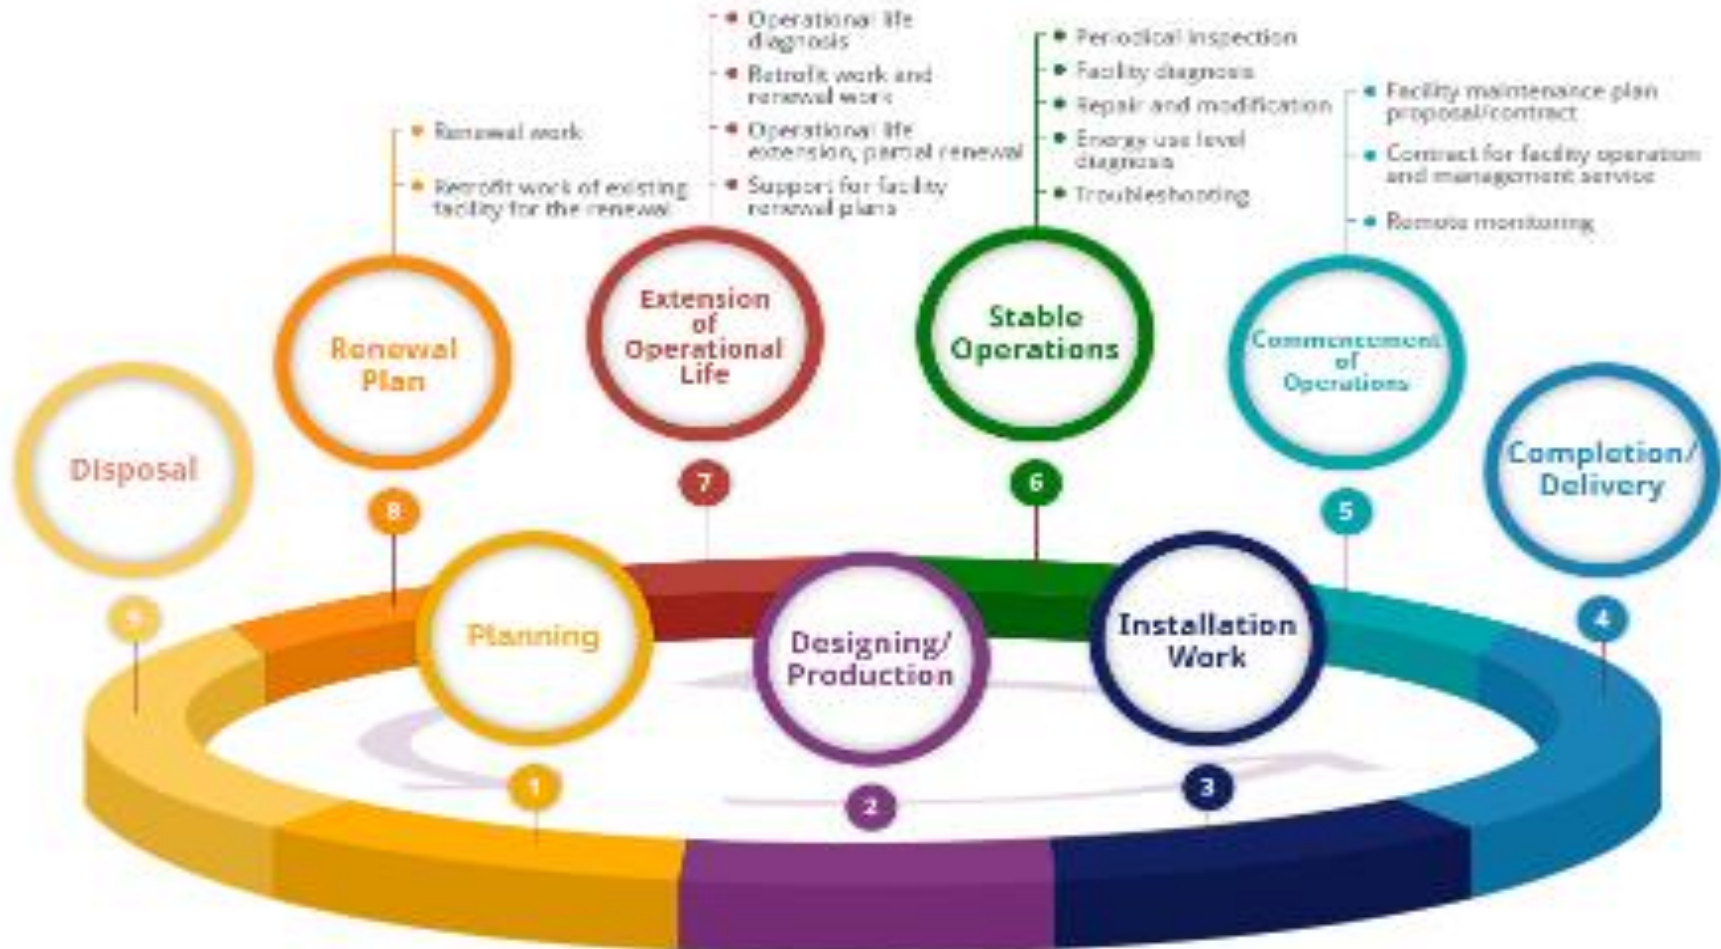 Renewal work
Retrofit work of existing
facility for the renewal
Operational life
diagnosis
Retrofit work and
renewal work
Operational life
extension, partial renewal
Support for facility
renewal plans
Periodical inspection
Facility diagnosis
Repair and modification
Energy use level
diagnosis
Troubleshooting
Facility maintenance plan
proposal/contract
Contract for facility operation
and management service
Remote monitoring
Disposal
9
Renewal
Plan
8
Extension
of
Operational
Life
7
Stable
Operations
6
Commencement
of
Operations
5
Completion/
Delivery
4
Planning
1
Designing/
Production
2
Installation
Work
3